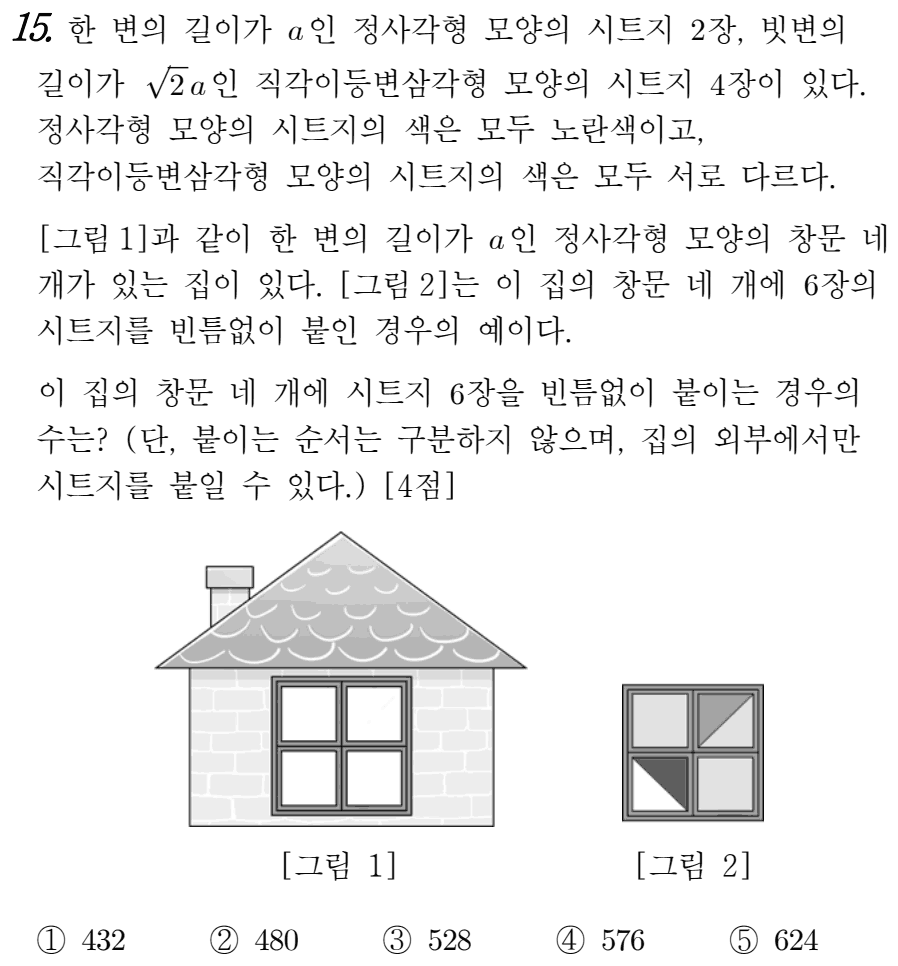 15. 한 변의 길이가 a인 정사각형 모양의 시트지 2장, 빗변의
길이가 √2a인 직각이등변삼각형 모양의 시트지 4장이 있다.
정사각형 모양의 시트지의 색은 모두 노란색이고,
직각이등변삼각형 모양의 시트지의 색은 모두 서로 다르다.
[그림 1]과 같이 한 변의 길이가 a인 정사각형 모양의 창문 네
개가 있는 집이 있다. [그림 2]는 이 집의 창문 네 개에 6장의
시트지를 빈틈없이 붙인 경우의 예이다.
이 집의 창문 네 개에 시트지 6장을 빈틈없이 붙이는 경우의
수는? (단, 붙이는 순서는 구분하지 않으며, 집의 외부에서만
시트지를 붙일 수 있다.) [4점]
[그림 1] [그림 2]
① 432 ② 480 ③ 528 ④ 576 ⑤ 624